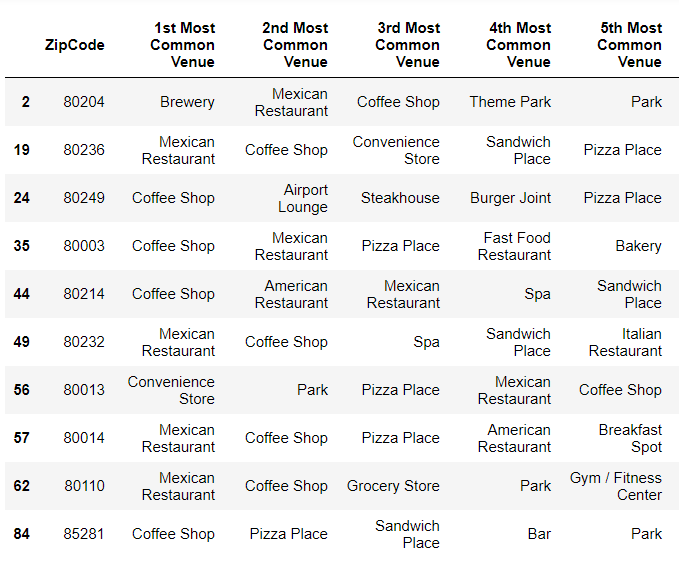 ZipCode 1st Most Common Venue 2nd Most Common Venue 3rd Most Common Venue 4th Most Common Venue 5th Most Common Venue
2 80204 Brewery Mexican Restaurant Coffee Shop Theme Park Park
19 80236 Mexican Restaurant Coffee Shop Convenience Store Sandwich Place Pizza Place
24 80249 Coffee Shop Airport Lounge Steakhouse Burger Joint Pizza Place
35 80003 Coffee Shop Mexican Restaurant Pizza Place Fast Food Restaurant Bakery
44 80214 Coffee Shop American Restaurant Mexican Restaurant Spa Sandwich Place
49 80232 Mexican Restaurant Coffee Shop Spa Sandwich Place Italian Restaurant
56 80013 Convenience Store Park Pizza Place Mexican Restaurant Coffee Shop
57 80014 Mexican Restaurant Coffee Shop Pizza Place American Restaurant Breakfast Spot
62 80110 Mexican Restaurant Coffee Shop Grocery Store Park Gym / Fitness Center
84 85281 Coffee Shop Pizza Place Sandwich Place Bar Park